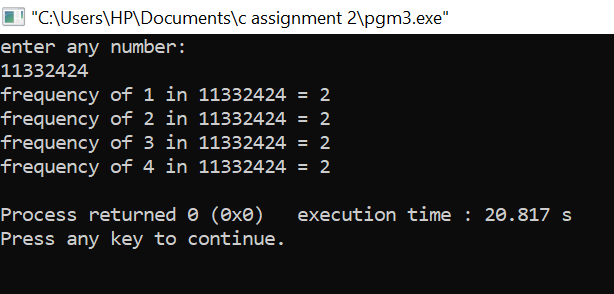 "C:\Users\HP\Documents\c assignment 2\pgm3.exe"
enter any number:
11332424
frequency of 1 in 11332424 = 2
frequency of 2 in 11332424 = 2
frequency of 3 in 11332424 = 2
frequency of 4 in 11332424 = 2
Process returned 0 (0x0)   execution time : 20.817 s
Press any key to continue.